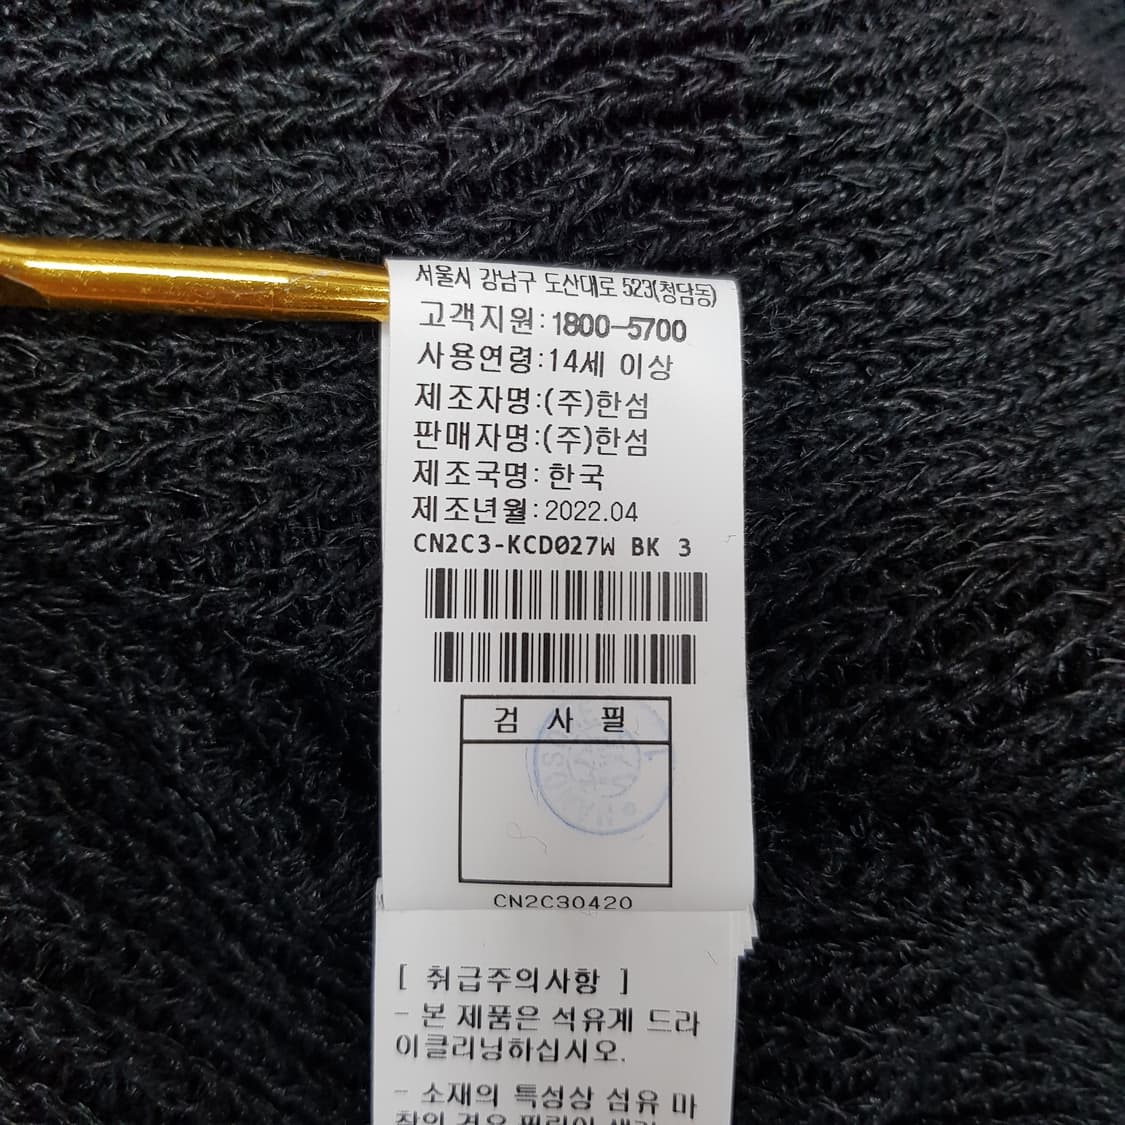 서울시 강남구 도산대로 523(청담동)
고객지원:1800-5700
사용연령:14세 이상
제조자명:(주)한섬
판매자명:(주)한섬
제조국명: 한국
제조년월:2022.04
CN2C3-KCD027W BK 3
검 사 필
CN2C30420
[ 취급주의사항 ]
- 본 제품은 석유계 드라
이클리닝하십시오.
- 소재의 특성상 섬유 마